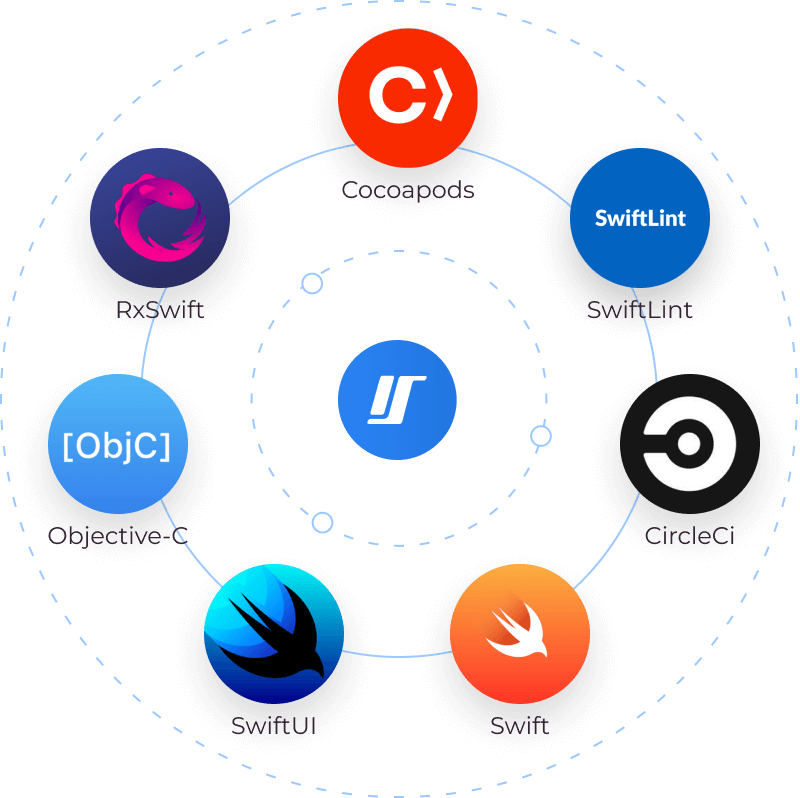 Cocoapods
SwiftLint
SwiftLint
RxSwift
[ObjC]
Objective-C
CircleCi
SwiftUI
Swift